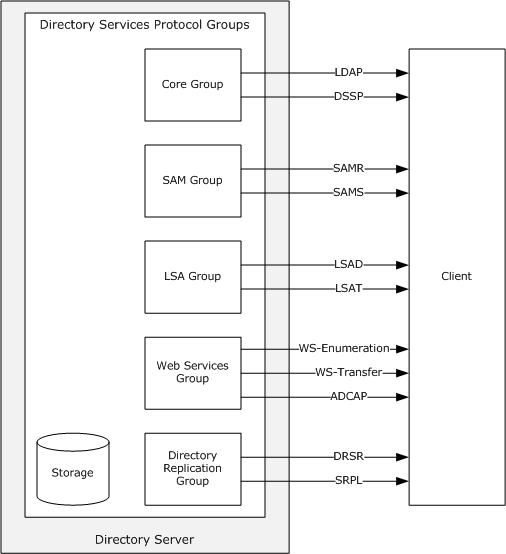 Directory Services Protocol Groups
Core Group
LDAP
DSSP
SAM Group
SAMR
SAMS
LSA Group
LSAD
LSAT
Client
Web Services
Group
WS-Enumeration
WS-Transfer
ADCAP
Storage
Directory
Replication
Group
DRSR
SRPL
Directory Server